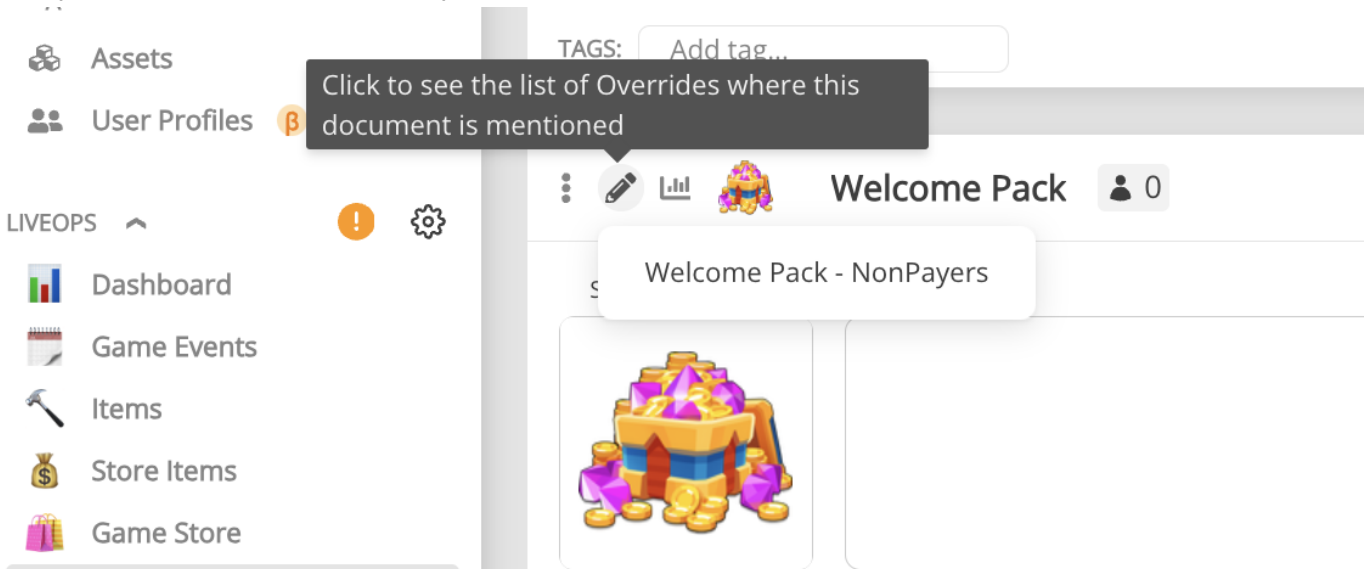 Assets
User Profiles β
LIVEOPS
Dashboard
Game Events
Items
Store Items
Game Store
TAGS: Add tag...
Click to see the list of Overrides where this
document is mentioned
Welcome Pack 0
Welcome Pack - NonPayers